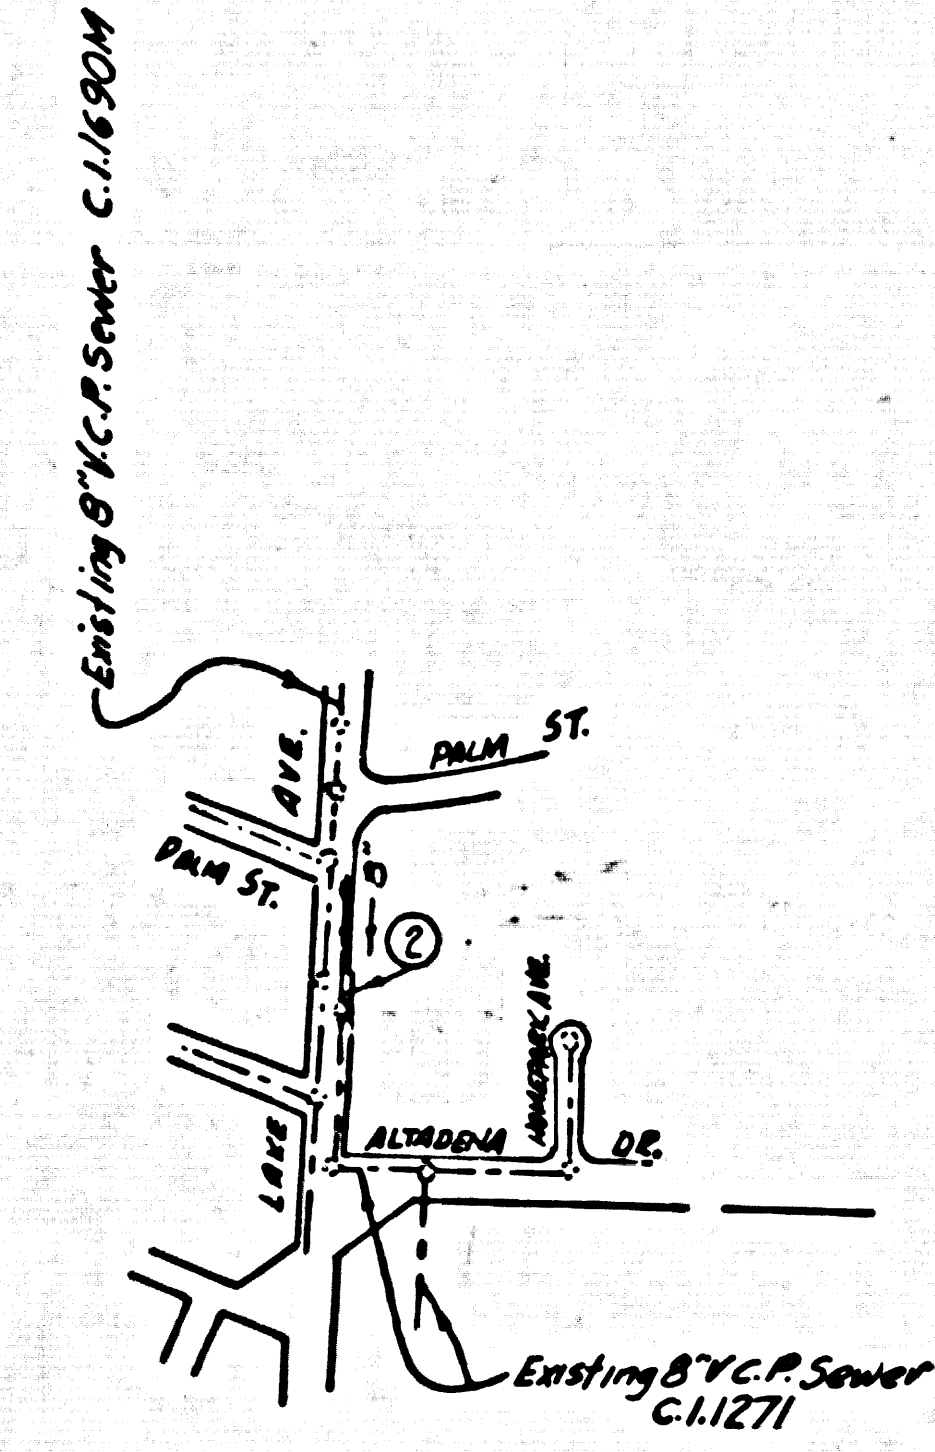 Existing 8"V.C.P. Sewer C.I.1690M
AVE.
PALM ST.
PALM ST.
8"
2
HOMEPARK AVE.
ALTADENA DR.
LAKE
Existing 8"V.C.P. Sewer
C.I.1271